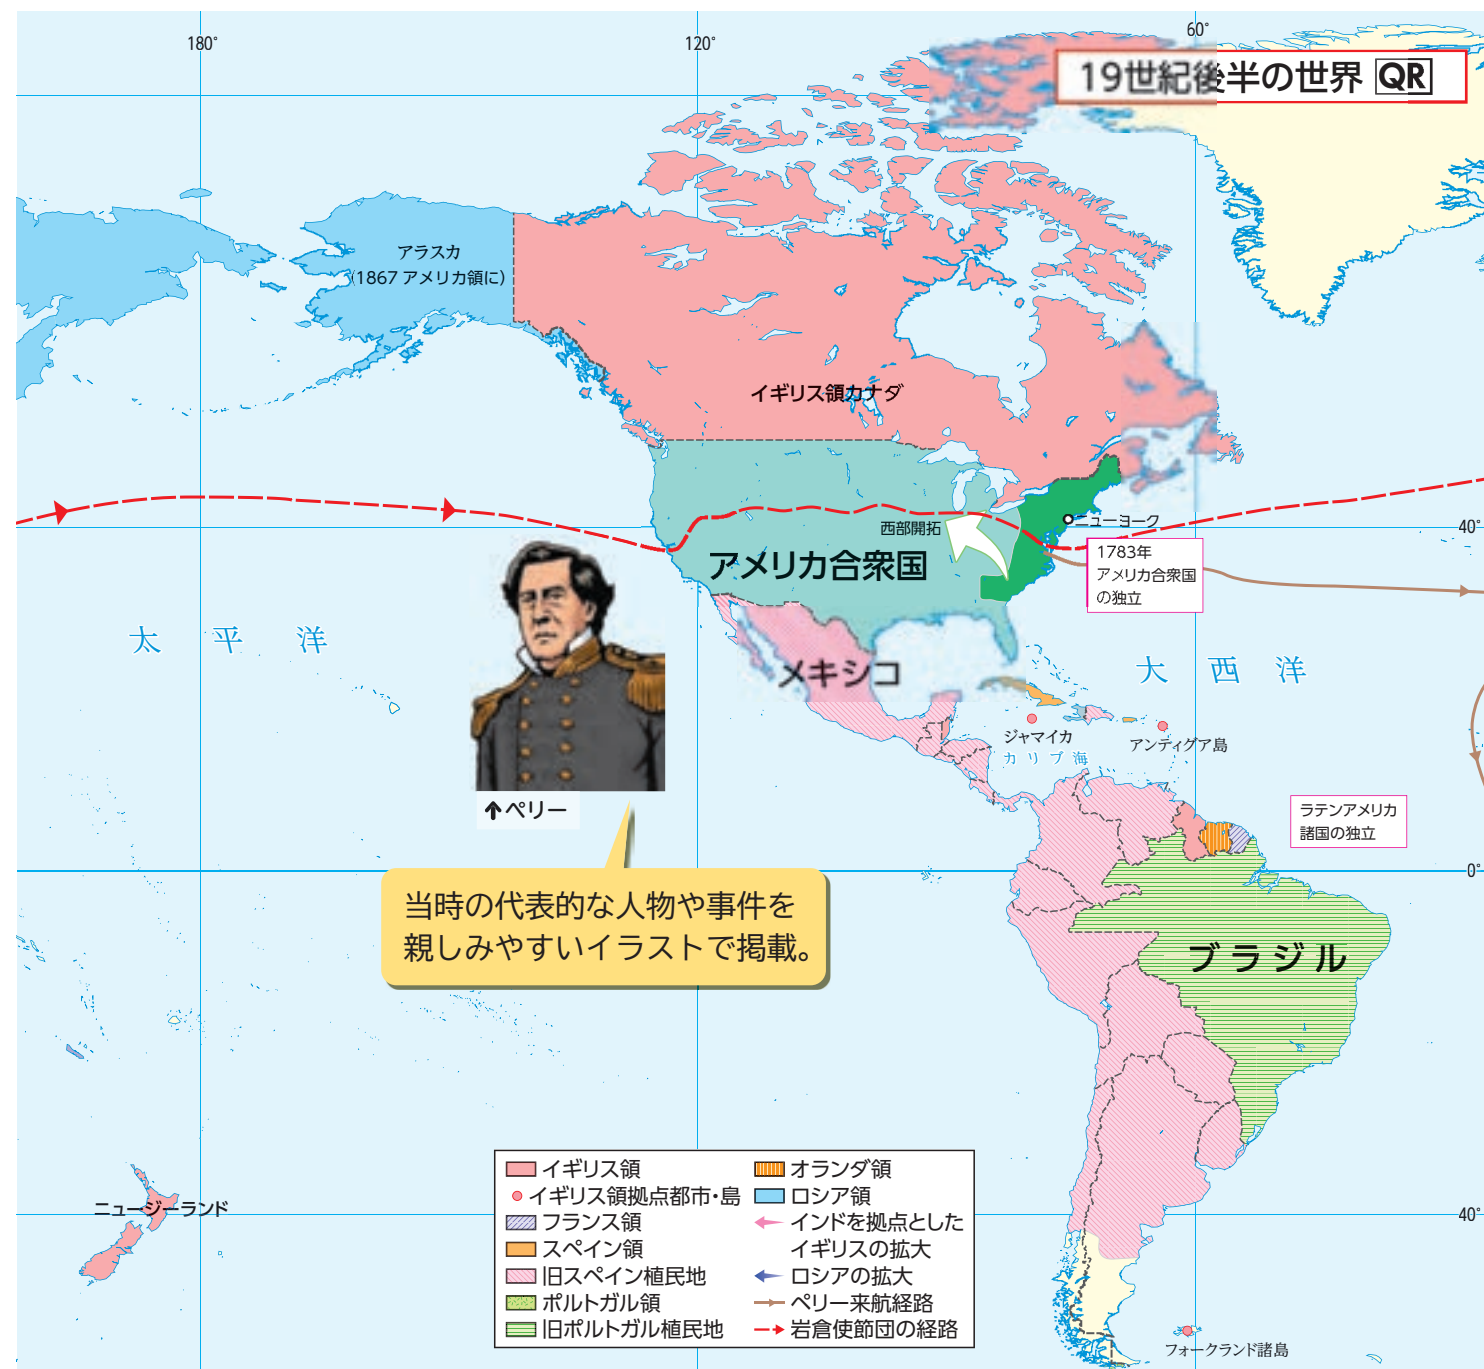 180°
120°
60°
19世紀後半の世界 QR
アラスカ
(1867 アメリカ領に)
イギリス領カナダ
西部開拓
ニューヨーク
40°
アメリカ合衆国
1783年
アメリカ合衆国
の独立
太平洋
大西洋
メキシコ
ジャマイカ
カリブ海
アンティグア島
↑ペリー
ラテンアメリカ
諸国の独立
0°
当時の代表的な人物や事件を
親しみやすいイラストで掲載。
ブラジル
ニュージーランド
40°
イギリス領
イギリス領拠点都市・島
フランス領
スペイン領
旧スペイン植民地
ポルトガル領
旧ポルトガル植民地
オランダ領
ロシア領
インドを拠点とした
イギリスの拡大
ロシアの拡大
ペリー来航経路
岩倉使節団の経路
フォークランド諸島